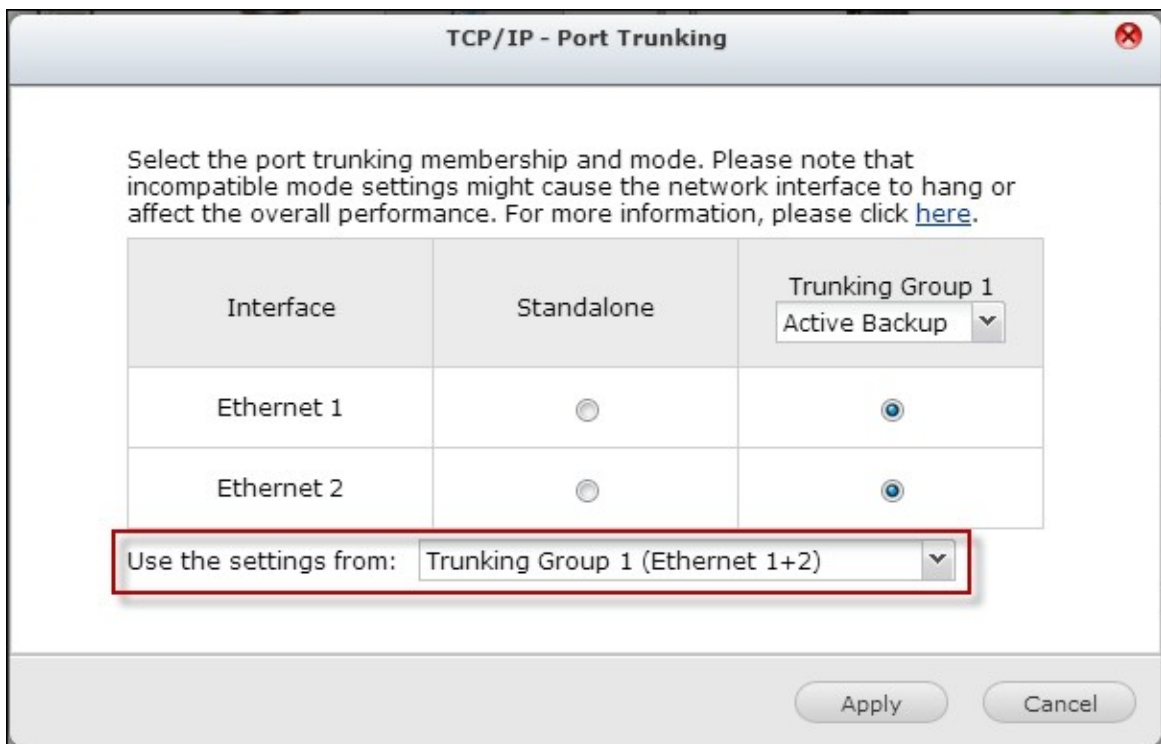 TCP/IP - Port Trunking
Select the port trunking membership and mode. Please note that
incompatible mode settings might cause the network interface to hang or
affect the overall performance. For more information, please click here.
Interface
Standalone
Trunking Group 1
Active Backup
Ethernet 1
Ethernet 2
Use the settings from: Trunking Group 1 (Ethernet 1+2)
Apply
Cancel